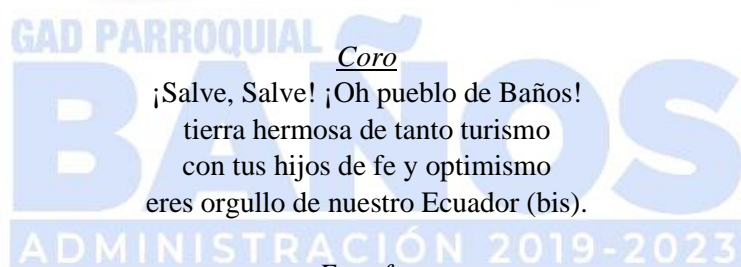 GAD PARROQUIAL
BAÑOS
Coro
¡Salve, Salve! ¡Oh pueblo de Baños!
tierra hermosa de tanto turismo
con tus hijos de fe y optimismo
eres orgullo de nuestro Ecuador (bis).
ADMINISTRACIÓN 2019-2023